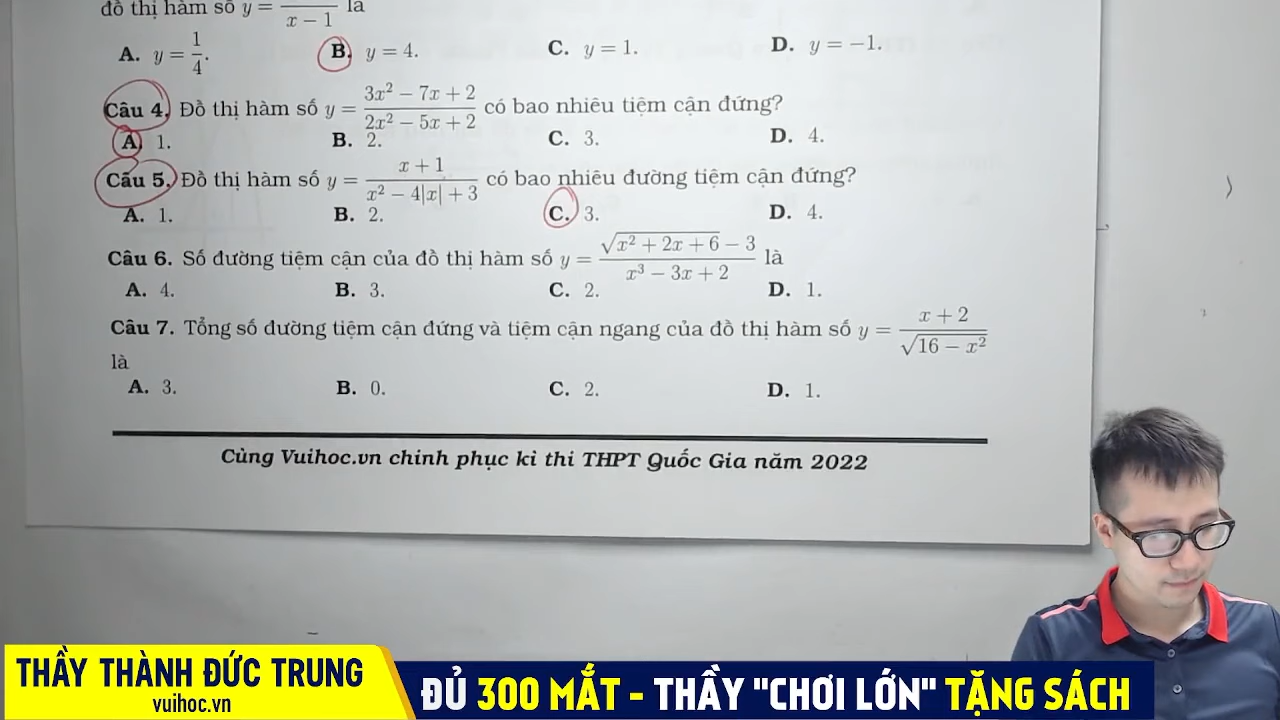 đồ thị hàm số y = x − 1 là
A. y = 1/4. B. y = 4. C. y = 1. D. y = −1.
Câu 4. Đồ thị hàm số y = (3x² − 7x + 2)/(2x² − 5x + 2) có bao nhiêu tiệm cận đứng?
A. 1. B. 2. C. 3. D. 4.
Câu 5. Đồ thị hàm số y = (x + 1)/(x² − 4|x| + 3) có bao nhiêu đường tiệm cận đứng?
A. 1. B. 2. C. 3. D. 4.
Câu 6. Số đường tiệm cận của đồ thị hàm số y = (√(x² + 2x + 6) − 3)/(x³ − 3x + 2) là
A. 4. B. 3. C. 2. D. 1.
Câu 7. Tổng số đường tiệm cận đứng và tiệm cận ngang của đồ thị hàm số y = (x + 2)/√(16 − x²)
là
A. 3. B. 0. C. 2. D. 1.
Cùng Vuihoc.vn chinh phục kì thi THPT Quốc Gia năm 2022
THẦY THÀNH ĐỨC TRUNG
vuihoc.vn
ĐỦ 300 MẮT - THẦY "CHƠI LỚN" TẶNG SÁCH